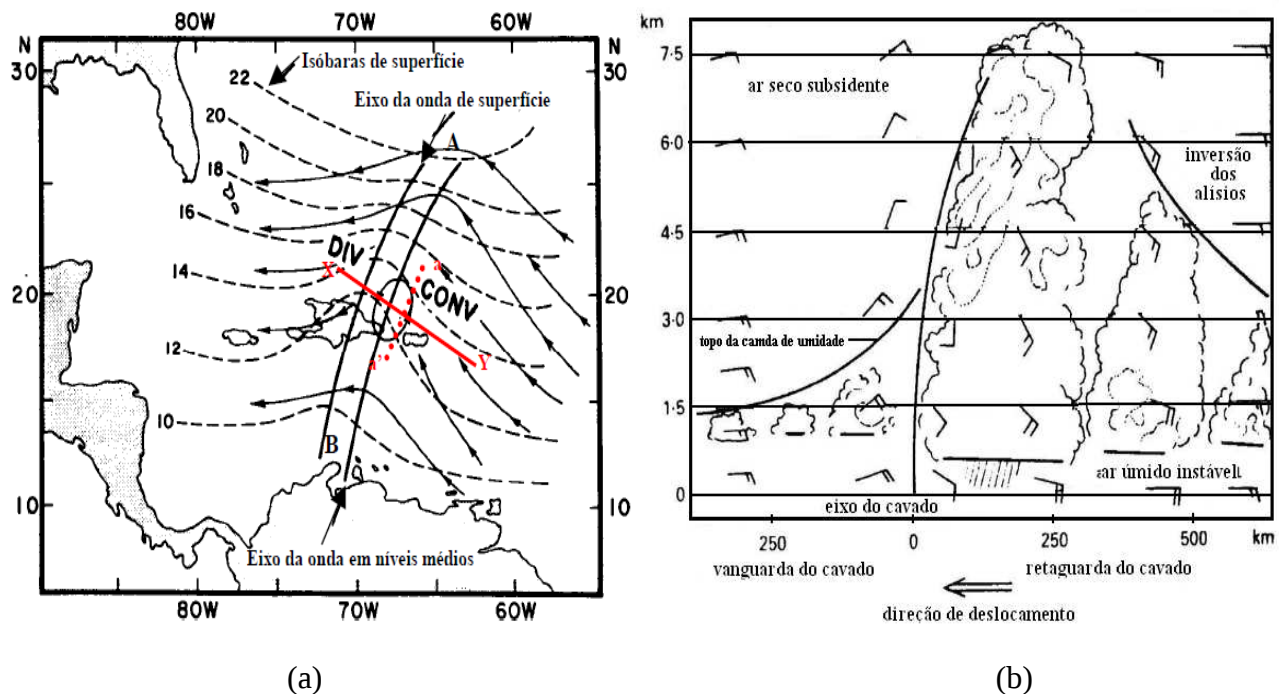 80W
70W
60W
N
N
30
30
Isóbaras de superfície
22
Eixo da onda de superfície
20
A
18
16
DIV
X
a
14
CONV
20
20
12
a'
Y
10
B
10
10
Eixo da onda em níveis médios
80W
70W
60W
(a)
km
7·5
ar seco subsidente
6·0
inversão
dos
alísios
4·5
3·0
topo da camda de umidade
1·5
ar úmido instável
0
eixo do cavado
250
0
250
500
km
vanguarda do cavado
retaguarda do cavado
direção de deslocamento
(b)